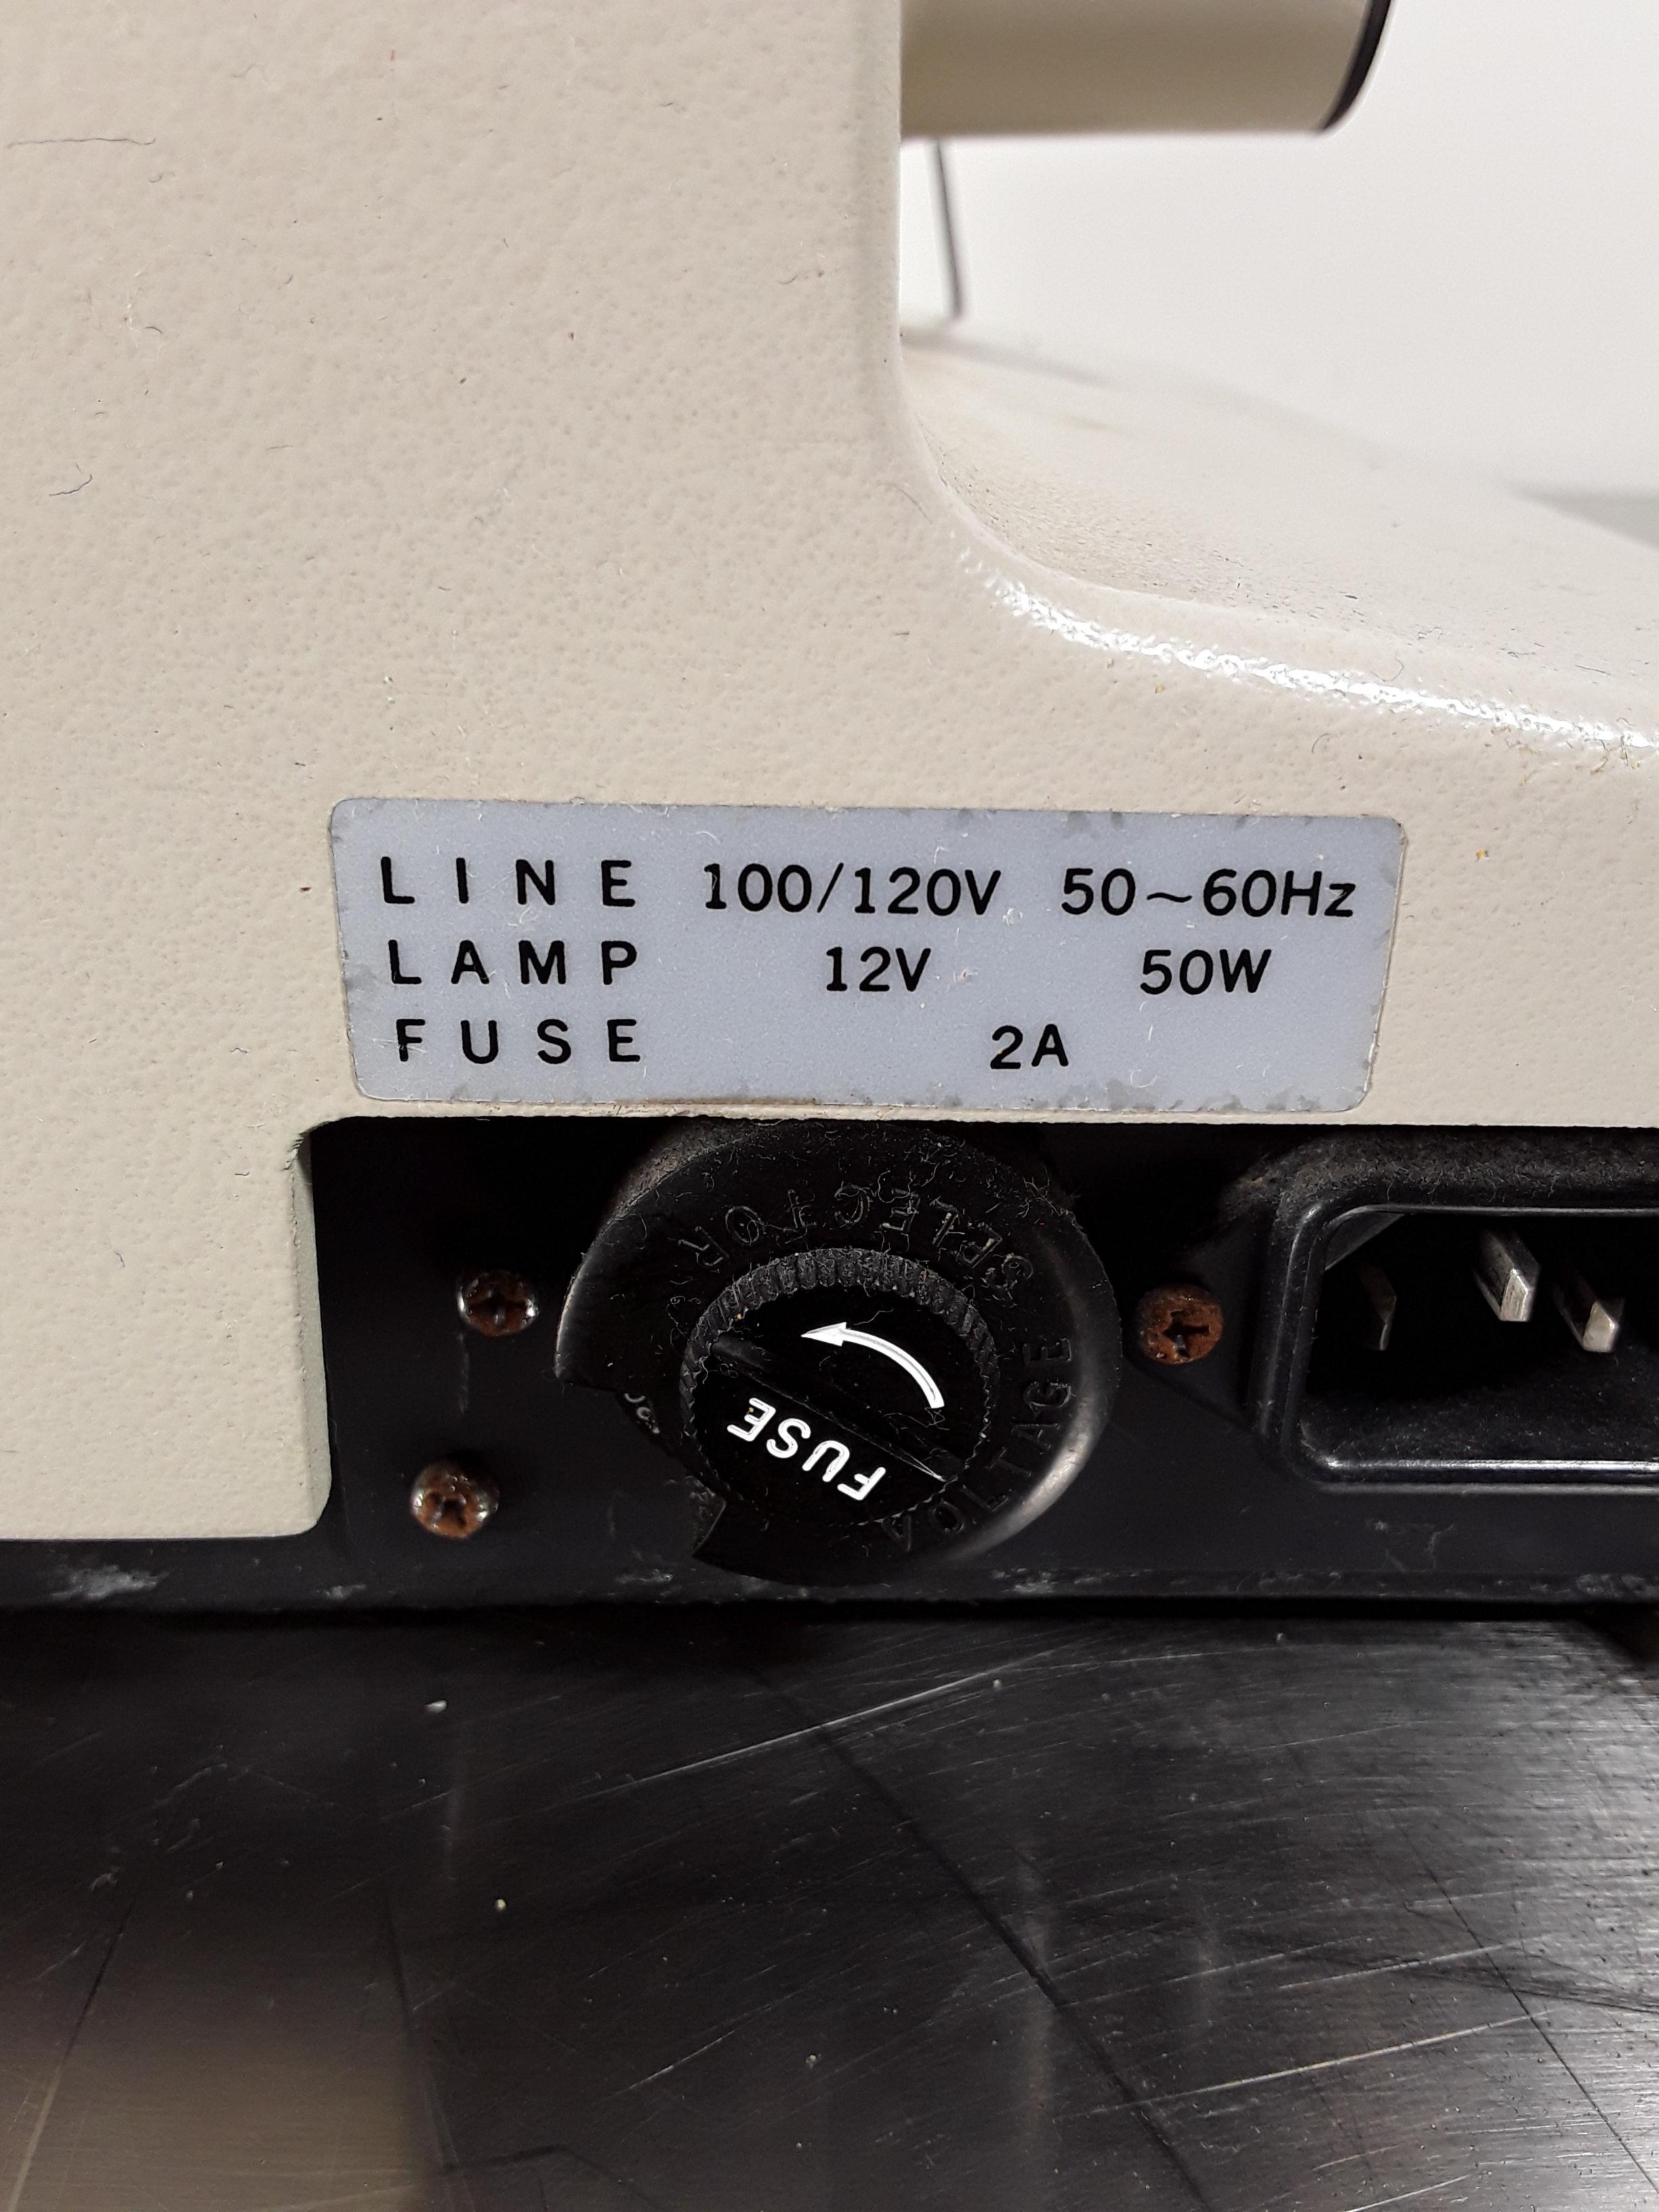 LINE 100/120V 50~60Hz
LAMP 12V 50W
FUSE 2A
VOLTAGE SELECTOR
FUSE